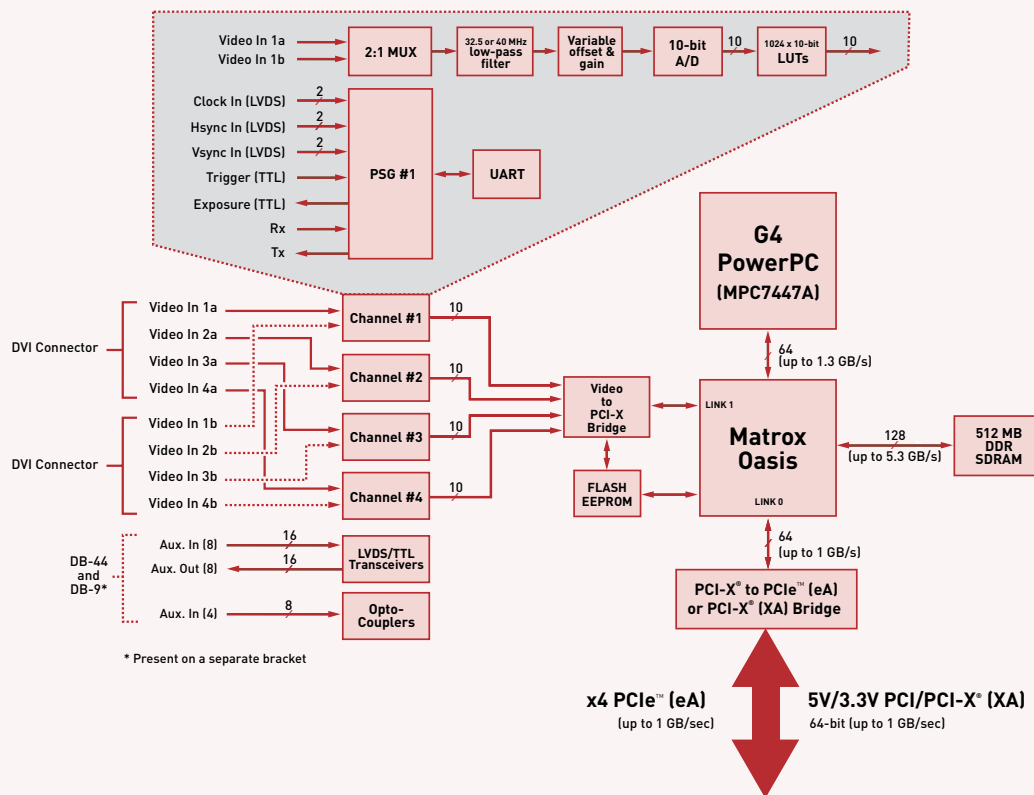 Video In 1a
Video In 1b
2:1 MUX
32.5 or 40 MHz
low-pass
filter
Variable
offset &
gain
10-bit
A/D
10
1024 x 10-bit
LUTs
10
Clock In (LVDS)
2
Hsync In (LVDS)
2
Vsync In (LVDS)
2
Trigger (TTL)
Exposure (TTL)
Rx
Tx
PSG #1
UART
G4
PowerPC
(MPC7447A)
64
(up to 1.3 GB/s)
DVI Connector
Video In 1a
Video In 2a
Video In 3a
Video In 4a
DVI Connector
Video In 1b
Video In 2b
Video In 3b
Video In 4b
Channel #1
10
Channel #2
10
Channel #3
10
Channel #4
10
Video
to
PCI-X
Bridge
FLASH
EEPROM
LINK 1
Matrox
Oasis
LINK 0
128
(up to 5.3 GB/s)
512 MB
DDR
SDRAM
64
(up to 1 GB/s)
DB-44
and
DB-9*
Aux. In (8)
16
Aux. Out (8)
16
LVDS/TTL
Transceivers
Aux. In (4)
8
Opto-
Couplers
* Present on a separate bracket
PCI-X® to PCIe™ (eA)
or PCI-X® (XA) Bridge
x4 PCIe™ (eA)
(up to 1 GB/sec)
5V/3.3V PCI/PCI-X® (XA)
64-bit (up to 1 GB/sec)